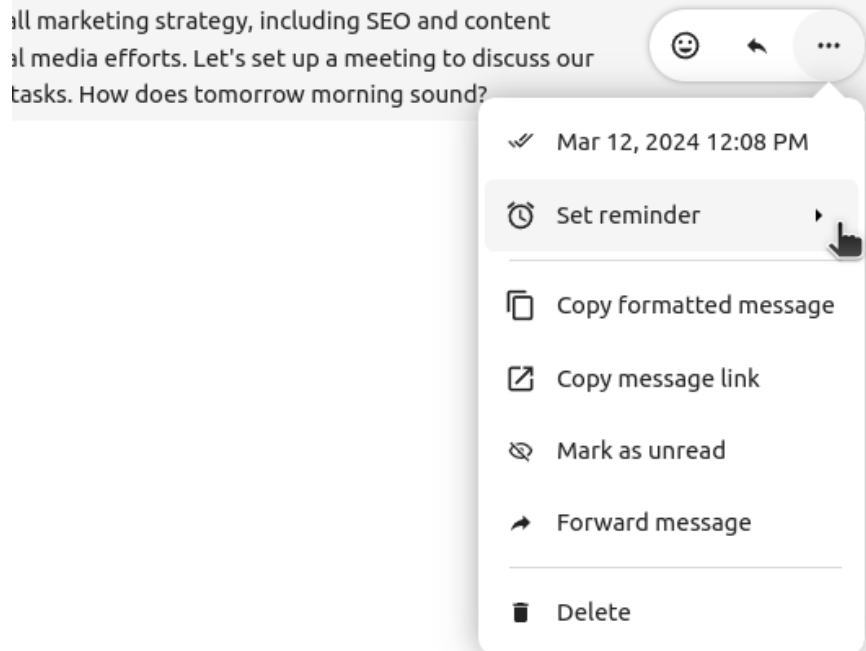 all marketing strategy, including SEO and content
al media efforts. Let's set up a meeting to discuss our
tasks. How does tomorrow morning sound?
Mar 12, 2024 12:08 PM
Set reminder
Copy formatted message
Copy message link
Mark as unread
Forward message
Delete